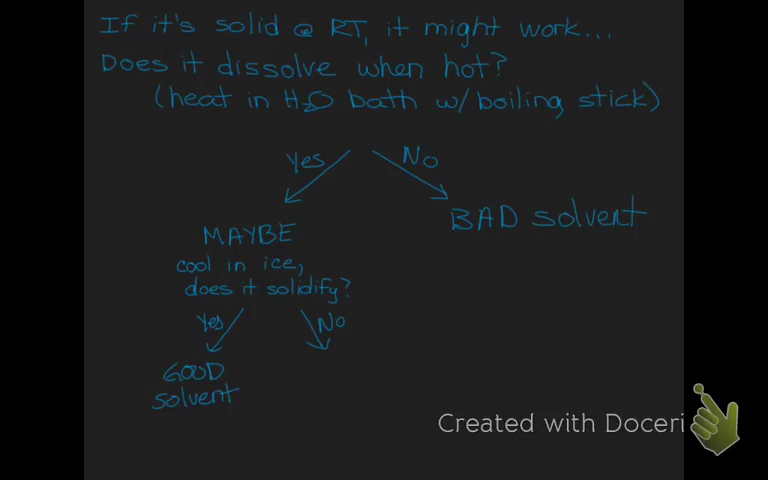 If it's solid @ RT, it might work...
Does it dissolve when hot?
(heat in H₂O bath w/ boiling stick)
Yes
No
MAYBE
BAD solvent
cool in ice,
does it solidify?
Yes
No
GOOD
solvent
Created with Doceri